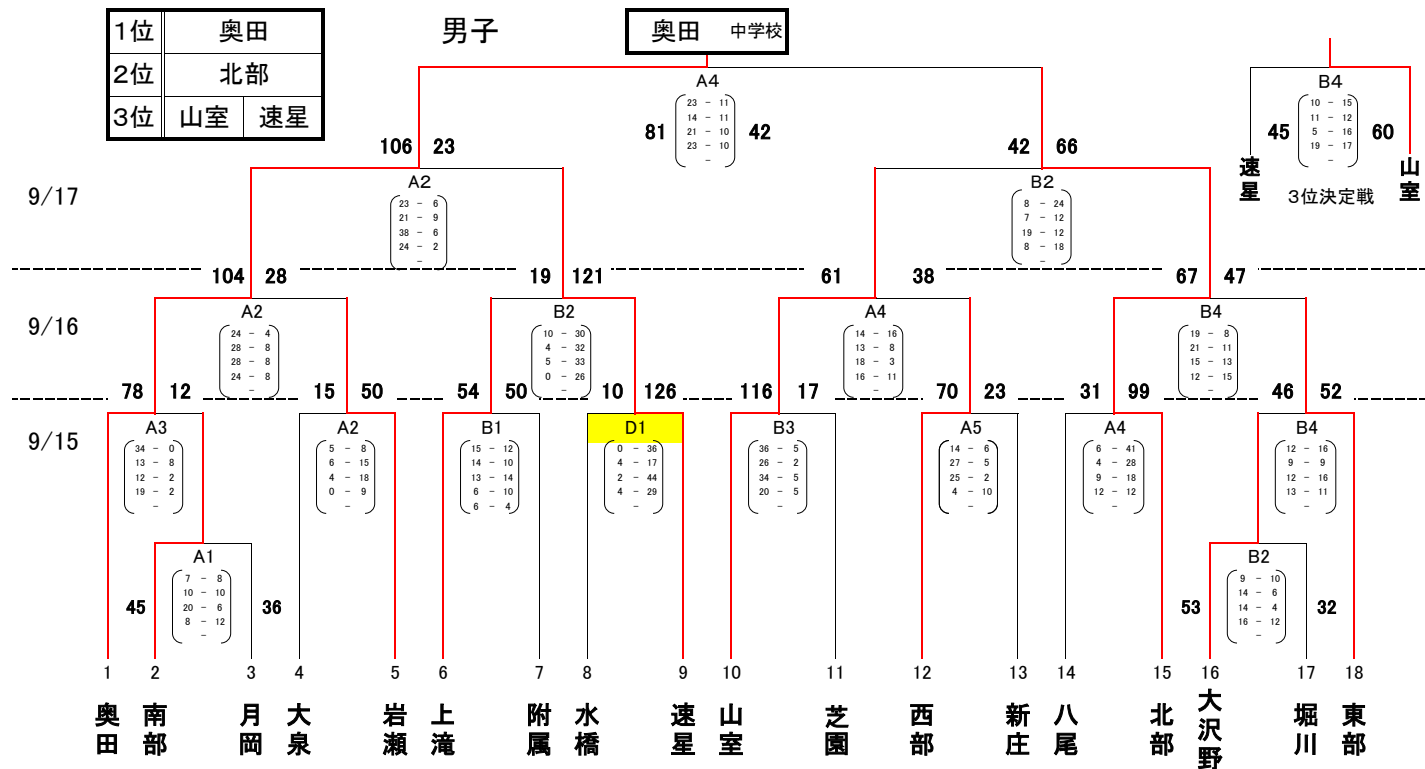 1位 奥田
2位 北部
3位 山室 速星
男子
奥田 中学校
A4
23 - 11
14 - 11
21 - 10
23 - 10
-
81 42
B4
10 - 15
11 - 12
5 - 16
19 - 17
-
45 60
速星 山室
3位決定戦
9/17
106 23
A2
23 - 6
21 - 9
38 - 6
24 - 2
-
42 66
B2
8 - 24
7 - 12
19 - 12
8 - 18
-
9/16
104 28
A2
24 - 4
28 - 8
28 - 8
24 - 8
-
19 121
B2
10 - 30
4 - 32
5 - 33
0 - 26
-
61 38
A4
14 - 16
13 - 8
18 - 3
16 - 11
-
67 47
B4
19 - 8
21 - 11
15 - 13
12 - 15
-
9/15
78 12
A3
34 - 0
13 - 8
12 - 2
19 - 2
-
15 50
A2
5 - 8
6 - 15
4 - 18
0 - 9
-
54 50
B1
15 - 12
14 - 10
13 - 14
6 - 10
6 - 4
10 126
D1
0 - 36
4 - 17
2 - 44
4 - 29
-
116 17
B3
36 - 5
26 - 2
34 - 5
20 - 5
-
70 23
A5
14 - 6
27 - 5
25 - 2
4 - 10
-
31 99
A4
6 - 41
4 - 28
9 - 18
12 - 12
-
46 52
B4
12 - 16
9 - 9
12 - 16
13 - 11
-
45 36
A1
7 - 8
10 - 10
20 - 6
8 - 12
-
53 32
B2
9 - 10
14 - 6
14 - 4
16 - 12
-
1 2 3 4 5 6 7 8 9 10 11 12 13 14 15 16 17 18
奥田 南部 月岡 大泉 岩瀬 上滝 附属 水橋 速星 山室 芝園 西部 新庄 八尾 北部 大沢野 堀川 東部